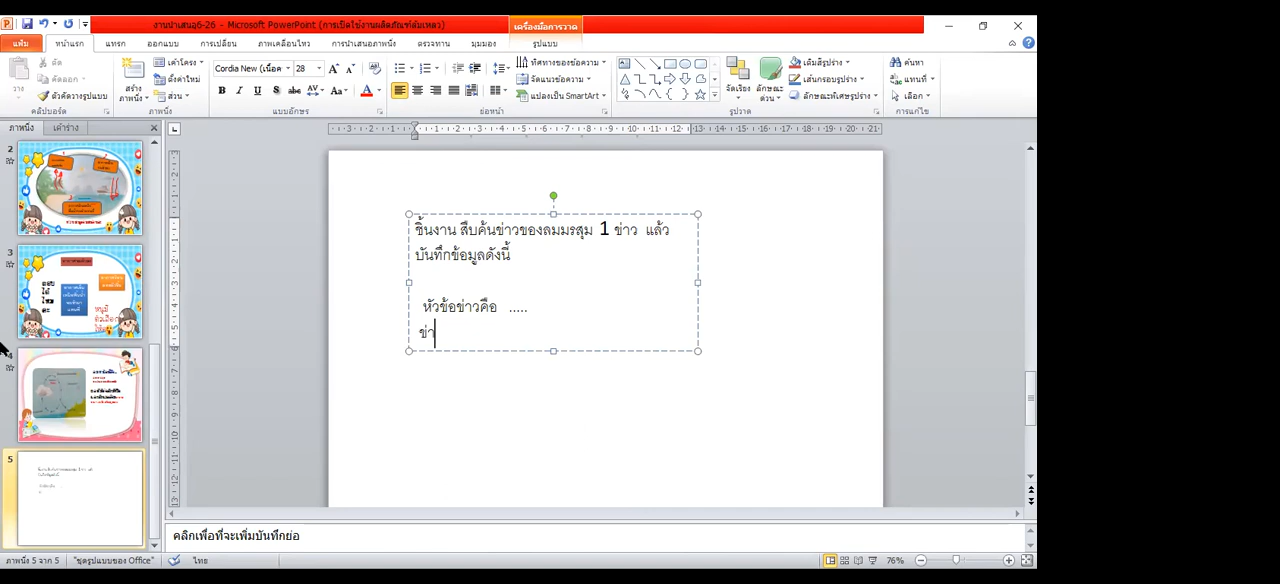 งานนำเสนอ6-26 - Microsoft PowerPoint (การเปิดใช้งานผลิตภัณฑ์ล้มเหลว)
เครื่องมือการวาด
แฟ้ม หน้าแรก แทรก ออกแบบ การเปลี่ยน ภาพเคลื่อนไหว การนำเสนอภาพนิ่ง ตรวจทาน มุมมอง รูปแบบ
วาง
ตัด
คัดลอก
ตัวคัดวางรูปแบบ
คลิปบอร์ด
สร้างภาพนิ่ง
เค้าโครง
ตั้งค่าใหม่
ส่วน
ภาพนิ่ง
Cordia New (เนื้อค 28
B I U S abc AV Aa A
แบบอักษร
ทิศทางของข้อความ
จัดแนวข้อความ
แปลงเป็น SmartArt
ย่อหน้า
จัดเรียง
ลักษณะด่วน
เติมสีรูปร่าง
เส้นกรอบรูปร่าง
ลักษณะพิเศษรูปร่าง
รูปวาด
ค้นหา
แทนที่
เลือก
การแก้ไข
ภาพนิ่ง เค้าร่าง
2
3
4
5
ชิ้นงาน สืบค้นข่าวของลมมรสุม 1 ข่าว แล้ว
บันทึกข้อมูลดังนี้
หัวข้อข่าวคือ .....
ข่า
คลิกเพื่อที่จะเพิ่มบันทึกย่อ
ภาพนิ่ง 5 จาก 5 "ชุดรูปแบบของ Office" ไทย 76%